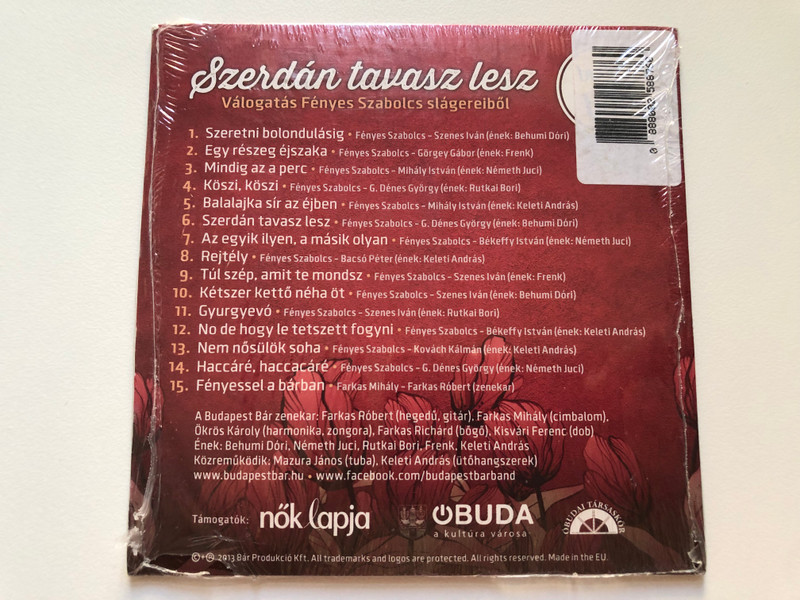 Szerdán tavasz lesz
Válogatás Fényes Szabolcs slágereiből
1. Szeretni bolondulásig • Fényes Szabolcs – Szenes Iván (ének: Behumi Dóri)
2. Egy részeg éjszaka • Fényes Szabolcs – Görgey Gábor (ének: Frenk)
3. Mindig az a perc • Fényes Szabolcs – Mihály István (ének: Németh Juci)
4. Köszi, köszi • Fényes Szabolcs – G. Dénes György (ének: Rutkai Bori)
5. Balalajka sír az éjben • Fényes Szabolcs – Mihály István (ének: Keleti András)
6. Szerdán tavasz lesz • Fényes Szabolcs – G. Dénes György (ének: Behumi Dóri)
7. Az egyik ilyen, a másik olyan • Fényes Szabolcs – Békeffy István (ének: Németh Juci)
8. Rejtély • Fényes Szabolcs – Bacsó Péter (ének: Keleti András)
9. Túl szép, amit te mondsz • Fényes Szabolcs – Szenes Iván (ének: Frenk)
10. Kétszer kettő néha öt • Fényes Szabolcs – Szenes Iván (ének: Behumi Dóri)
11. Gyurgyevó • Fényes Szabolcs – Szenes Iván (ének: Rutkai Bori)
12. No de hogy le tetszett fogyni • Fényes Szabolcs – Békeffy István (ének: Keleti András)
13. Nem nősülök soha • Fényes Szabolcs – Kovách Kálmán (ének: Keleti András)
14. Haccáré, haccacáré • Fényes Szabolcs – G. Dénes György (ének: Németh Juci)
15. Fényessel a bárban • Farkas Mihály – Farkas Róbert (zenekar)
A Budapest Bár zenekar: Farkas Róbert (hegedű, gitár), Farkas Mihály (cimbalom),
Ökrös Károly (harmonika, zongora), Farkas Richárd (bőgő), Kisvári Ferenc (dob)
Ének: Behumi Dóri, Németh Juci, Rutkai Bori, Frenk, Keleti András
Közreműködik: Mazura János (tuba), Keleti András (ütőhangszerek)
www.budapestbar.hu • www.facebook.com/budapestbarband
Támogatók: nők lapja
ÓBUDA
a kultúra városa
ÓBUDAI TÁRSASKÖR
©+℗ 2013 Bár Produkció Kft. All trademarks and logos are protected. All rights reserved. Made in the EU.